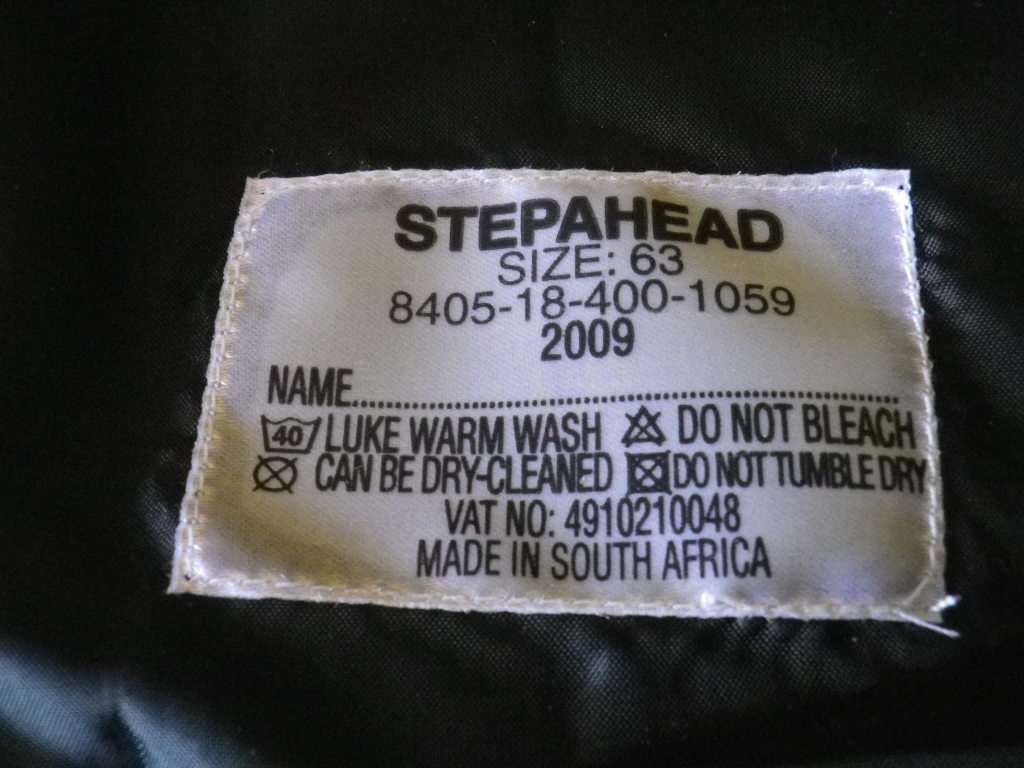 STEPAHEAD
SIZE: 63
8405-18-400-1059
2009
NAME................................................................
40 LUKE WARM WASH DO NOT BLEACH
CAN BE DRY-CLEANED DO NOT TUMBLE DRY
VAT NO: 4910210048
MADE IN SOUTH AFRICA